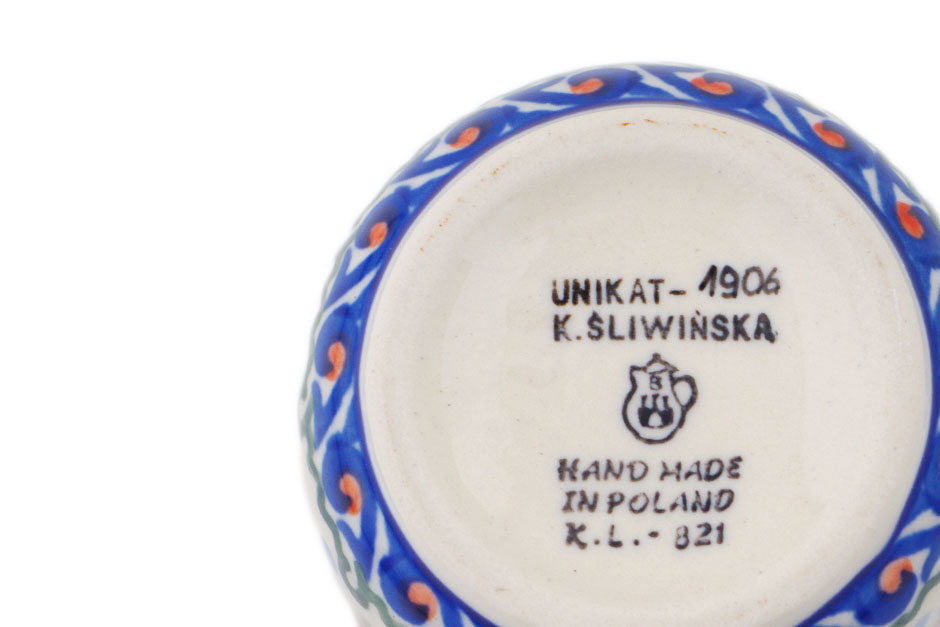 UNIKAT- 1906
K. ŚLIWIŃSKA
B
HAND MADE
IN POLAND
K.L.- 821